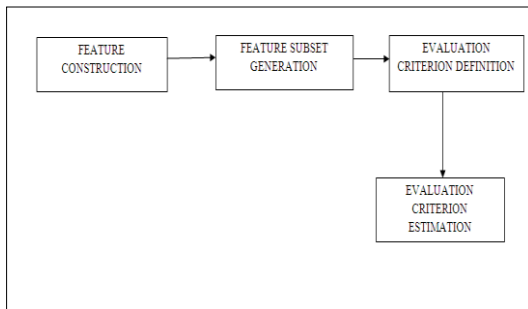 FEATURE
CONSTRUCTION
FEATURE SUBSET
GENERATION
EVALUATION
CRITERION DEFINITION
EVALUATION
CRITERION
ESTIMATION